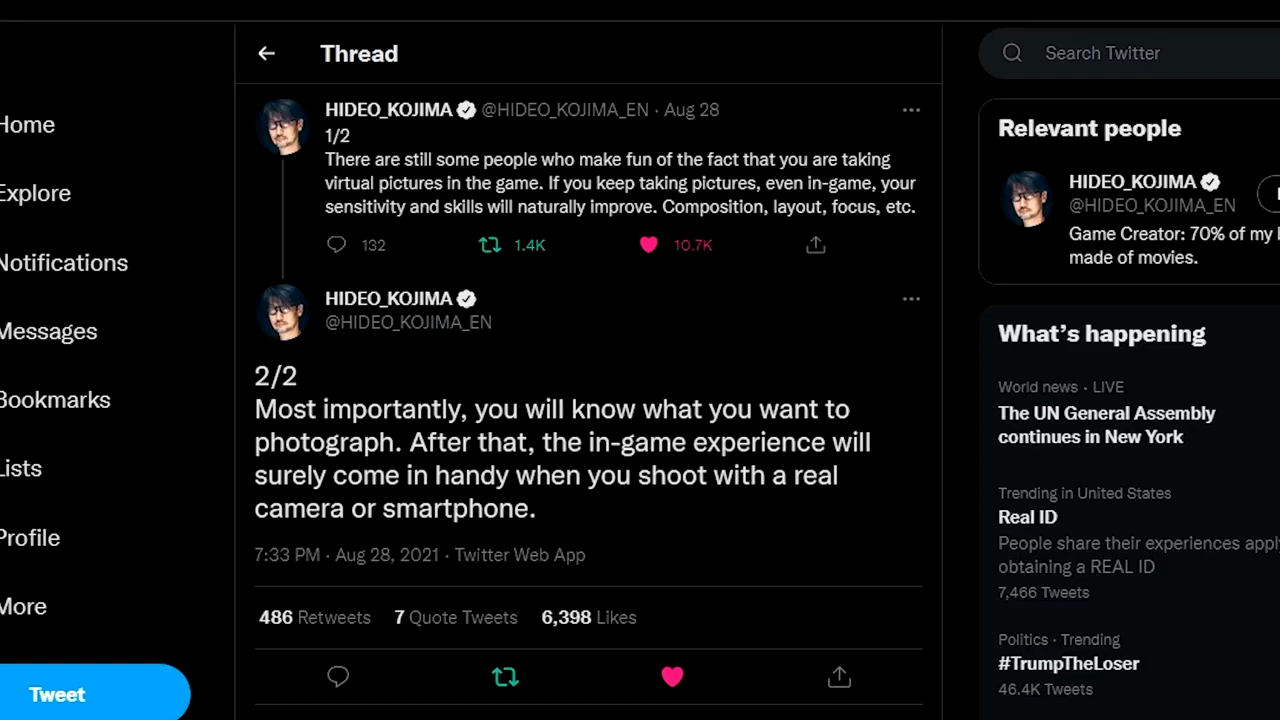 Thread
Search Twitter
Home
Explore
Notifications
Messages
Bookmarks
Lists
Profile
More
Tweet
HIDEO_KOJIMA @HIDEO_KOJIMA_EN · Aug 28
1/2
There are still some people who make fun of the fact that you are taking
virtual pictures in the game. If you keep taking pictures, even in-game, your
sensitivity and skills will naturally improve. Composition, layout, focus, etc.
132 1.4K 10.7K
HIDEO_KOJIMA
@HIDEO_KOJIMA_EN
2/2
Most importantly, you will know what you want to
photograph. After that, the in-game experience will
surely come in handy when you shoot with a real
camera or smartphone.
7:33 PM · Aug 28, 2021 · Twitter Web App
486 Retweets 7 Quote Tweets 6,398 Likes
Relevant people
HIDEO_KOJIMA
@HIDEO_KOJIMA_EN
Game Creator: 70% of my
made of movies.
What's happening
World news · LIVE
The UN General Assembly
continues in New York
Trending in United States
Real ID
People share their experiences
obtaining a REAL ID
7,466 Tweets
Politics · Trending
#TrumpTheLoser
46.4K Tweets